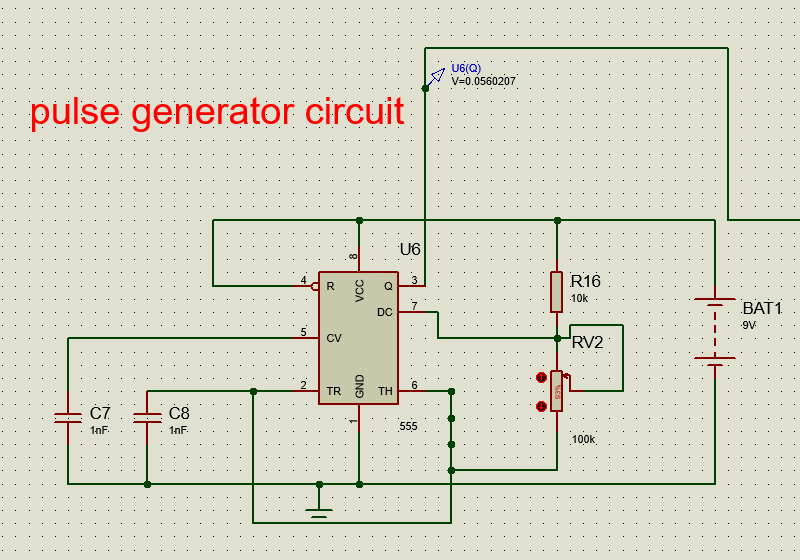 U6(Q)
V=0.0560207
pulse generator circuit
U6
8
VCC
4
R
Q
3
DC
7
5
CV
2
TR
GND
TH
6
1
555
R16
10k
BAT1
9V
RV2
93%
100k
C7
1nF
C8
1nF